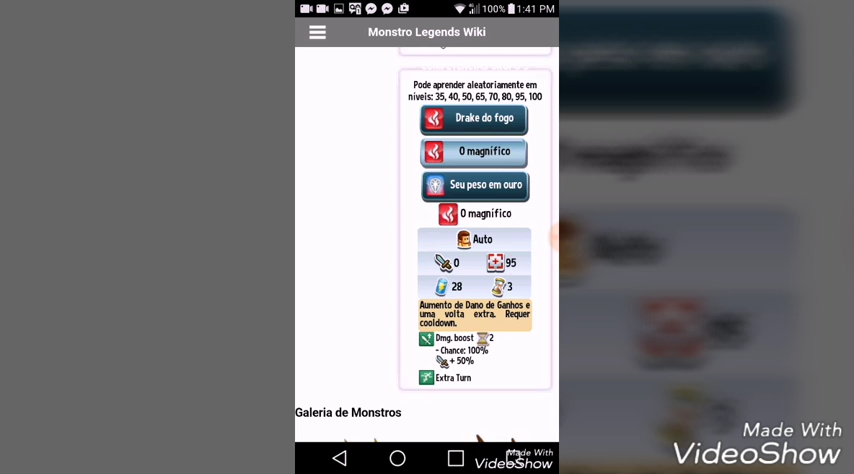 100% 1:41 PM
Monstro Legends Wiki
Pode aprender aleatoriamente em
níveis: 35, 40, 50, 65, 70, 80, 95, 100
Drake do fogo
O magnífico
Seu peso em ouro
O magnífico
Auto
0 95
28 3
Aumento de Dano de Ganhos e
uma volta extra. Requer
cooldown.
Dmg. boost 2
- Chance: 100%
+ 50%
Extra Turn
Galeria de Monstros
Made With
VideoShow
Made With
VideoShow